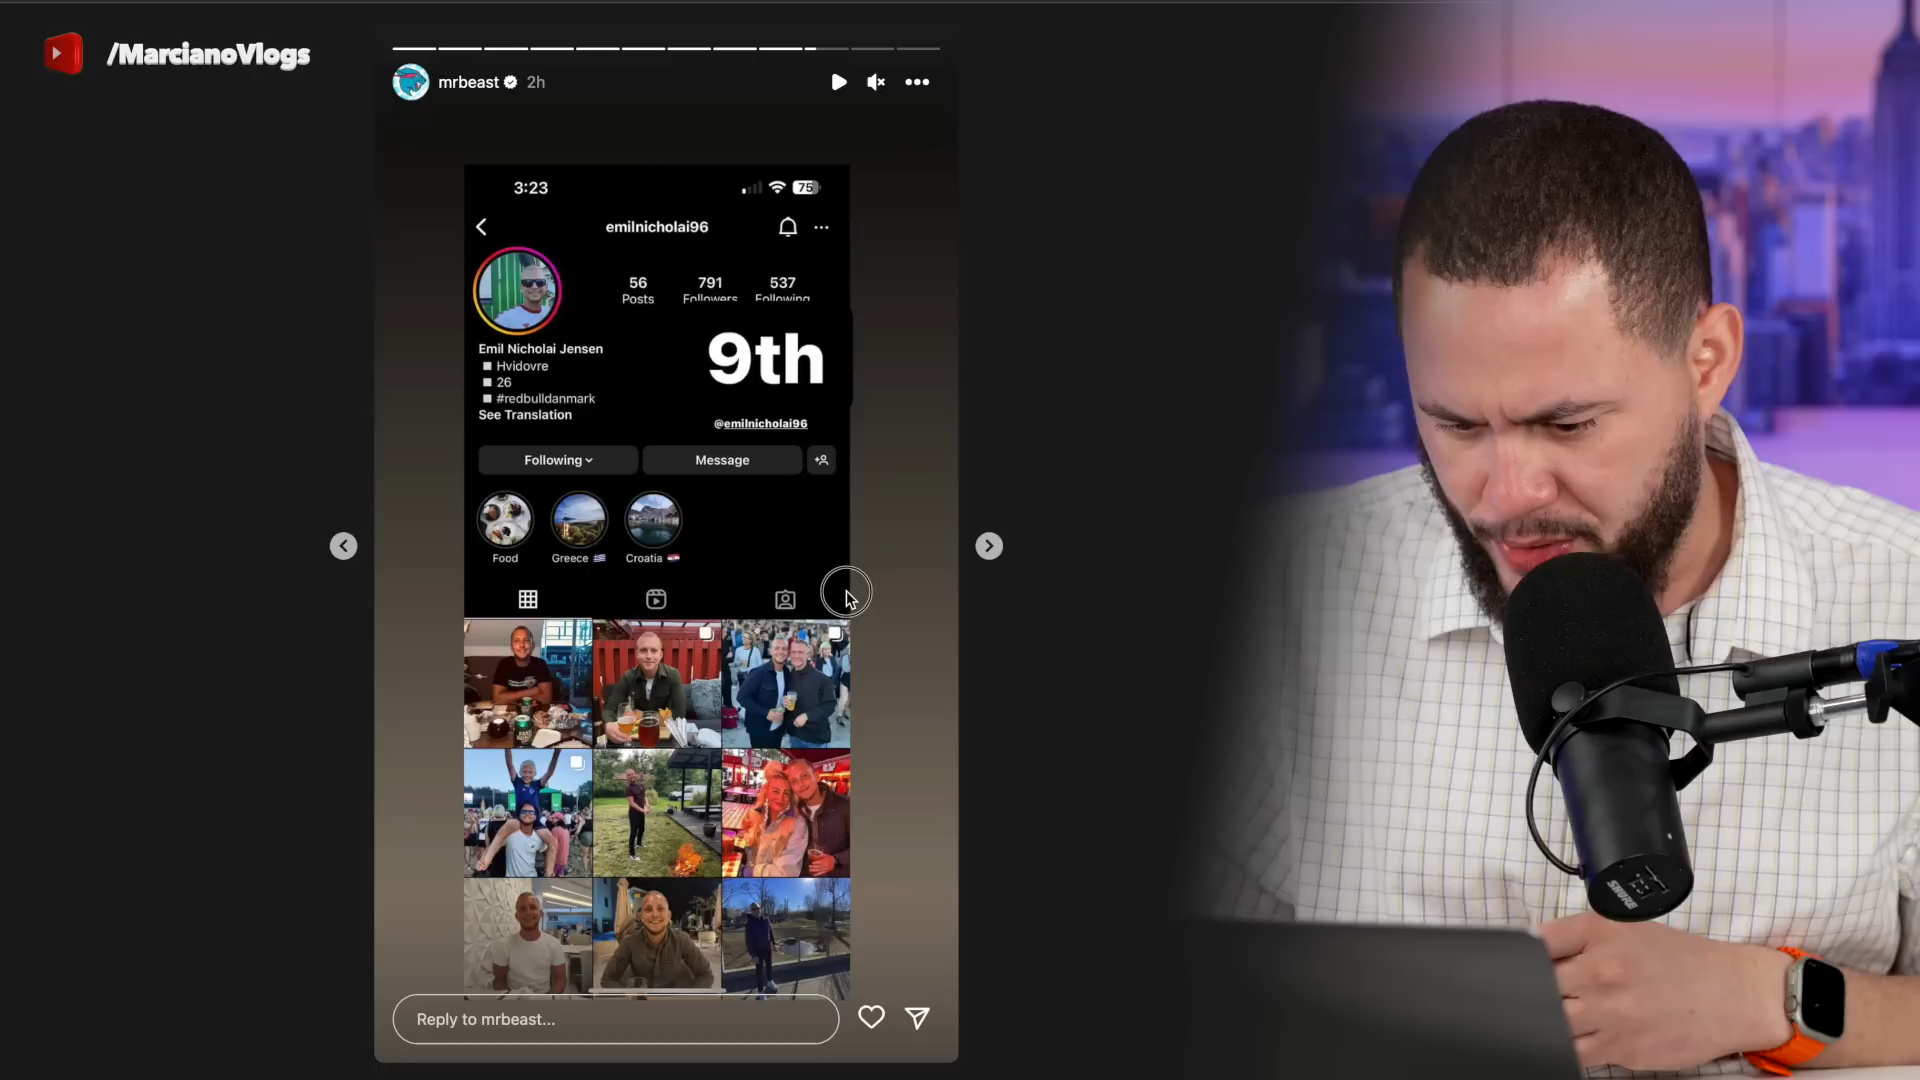 /MarcianoVlogs
mrbeast 2h
3:23
75
emilnicholai96
56
Posts
791
Followers
537
Following
Emil Nicholai Jensen
Hvidovre
26
#redbulldanmark
See Translation
9th
@emilnicholai96
Following
Message
Food
Greece
Croatia
Reply to mrbeast...
SHURE